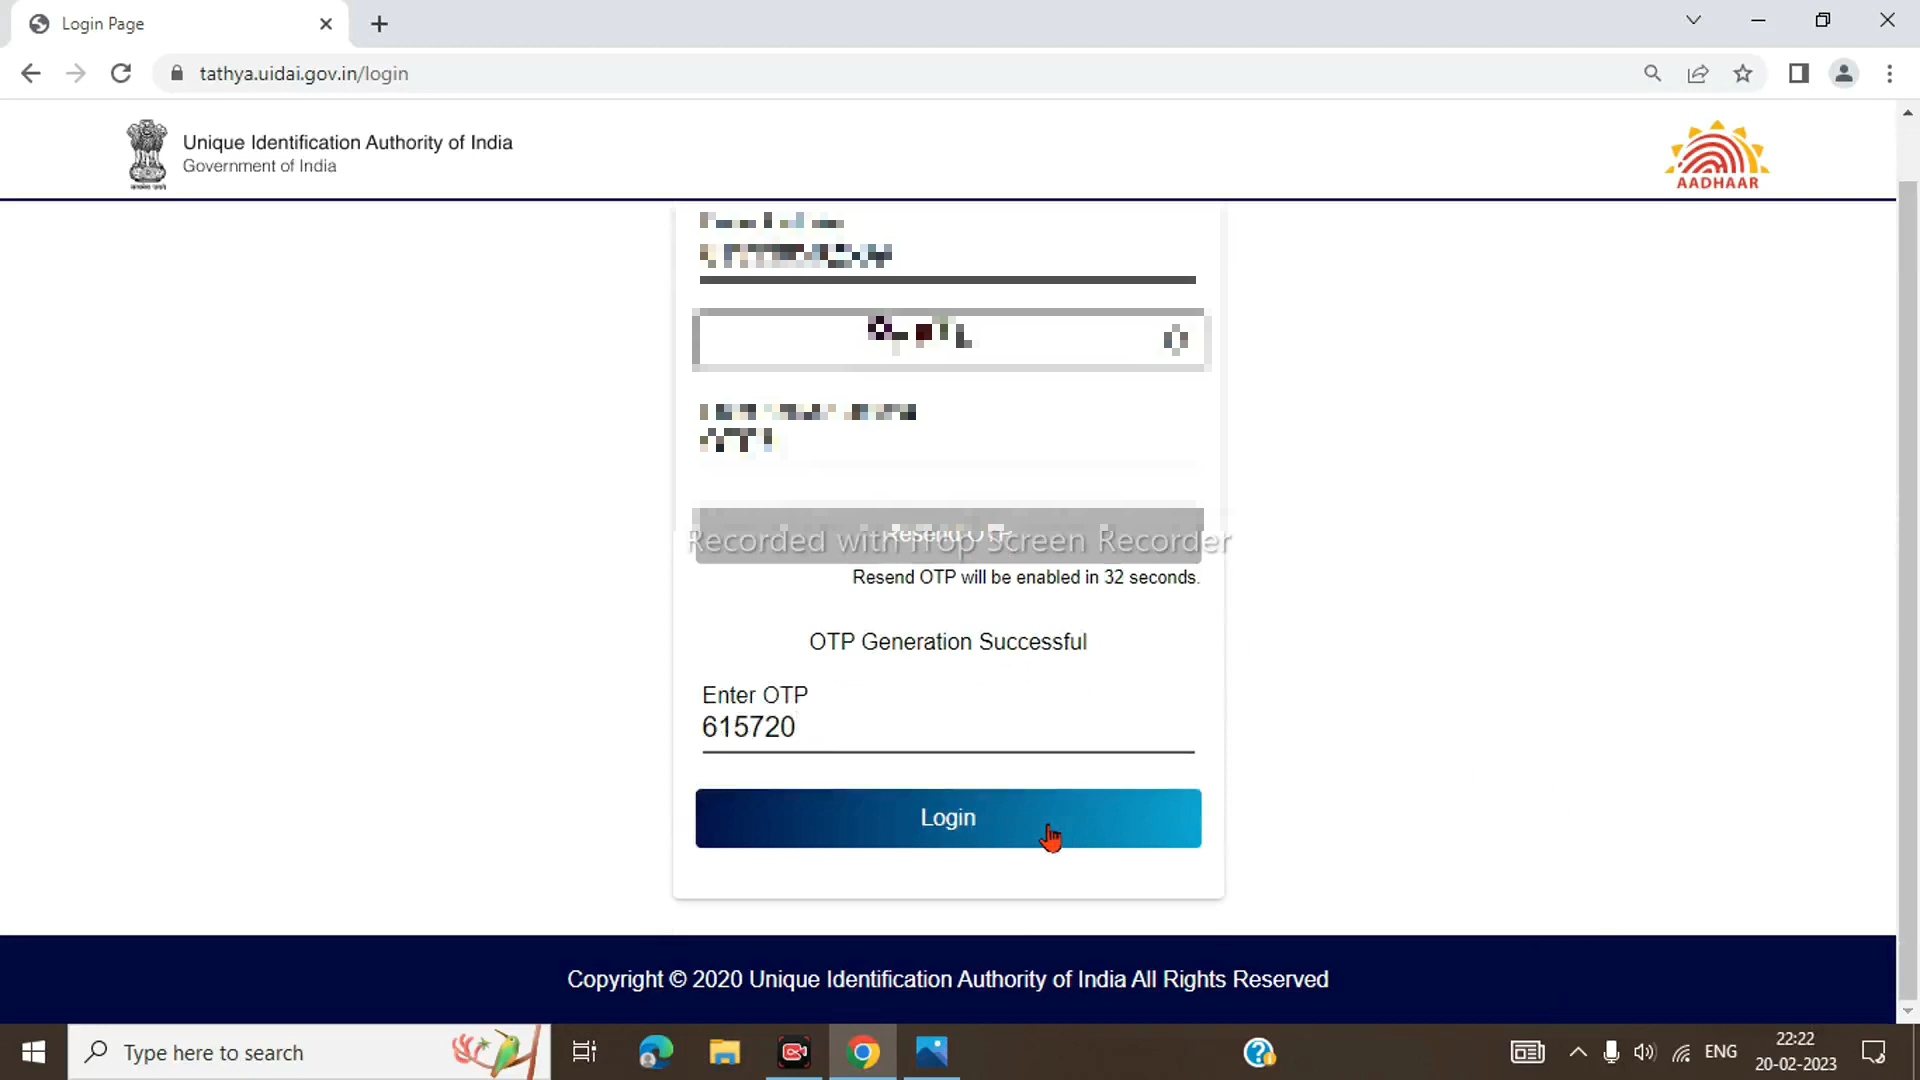 Login Page
tathya.uidai.gov.in/login
Unique Identification Authority of India
Government of India
AADHAAR
Resend OTP
Recorded with iTop Screen Recorder
Resend OTP will be enabled in 32 seconds.
OTP Generation Successful
Enter OTP
615720
Login
Copyright © 2020 Unique Identification Authority of India All Rights Reserved
Type here to search
ENG
22:22
20-02-2023